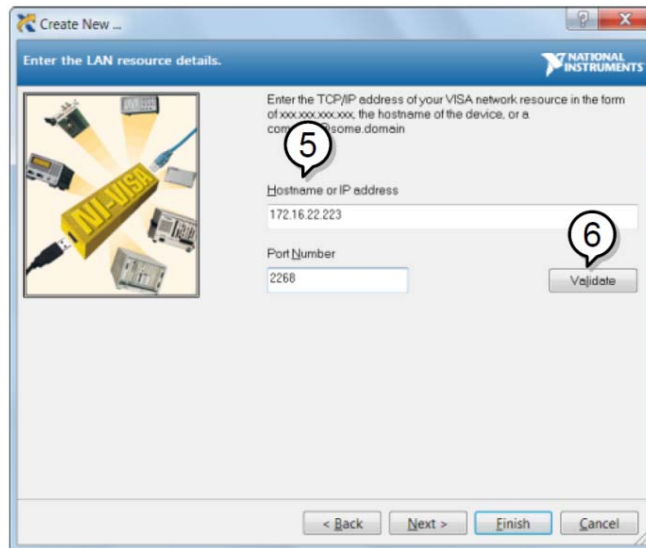 Create New ...
Enter the LAN resource details.
NATIONAL
INSTRUMENTS
Enter the TCP/IP address of your VISA network resource in the form
of xxx.xxx.xxx.xxx, the hostname of the device, or a
some.domain
5
Hostname or IP address
172.16.22.223
6
Port Number
2268
Validate
NI-VISA
< Back
Next >
Finish
Cancel